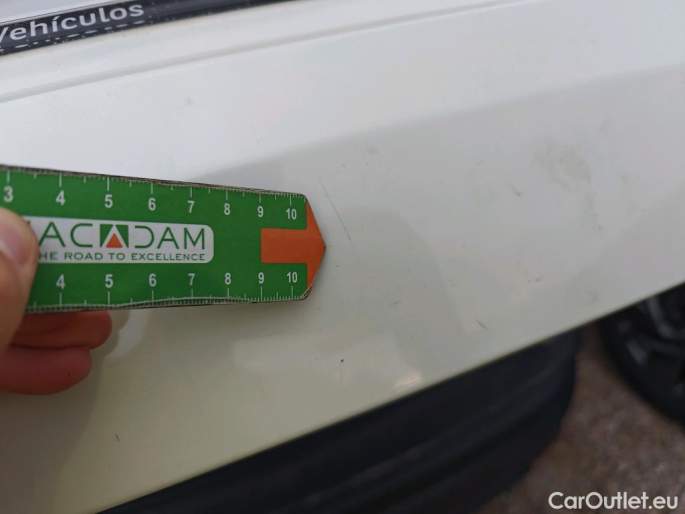 Vehículos
3 4 5 6 7 8 9 10
ACADAM
HE ROAD TO EXCELLENCE
4 5 6 7 8 9 10
CarOutlet.eu